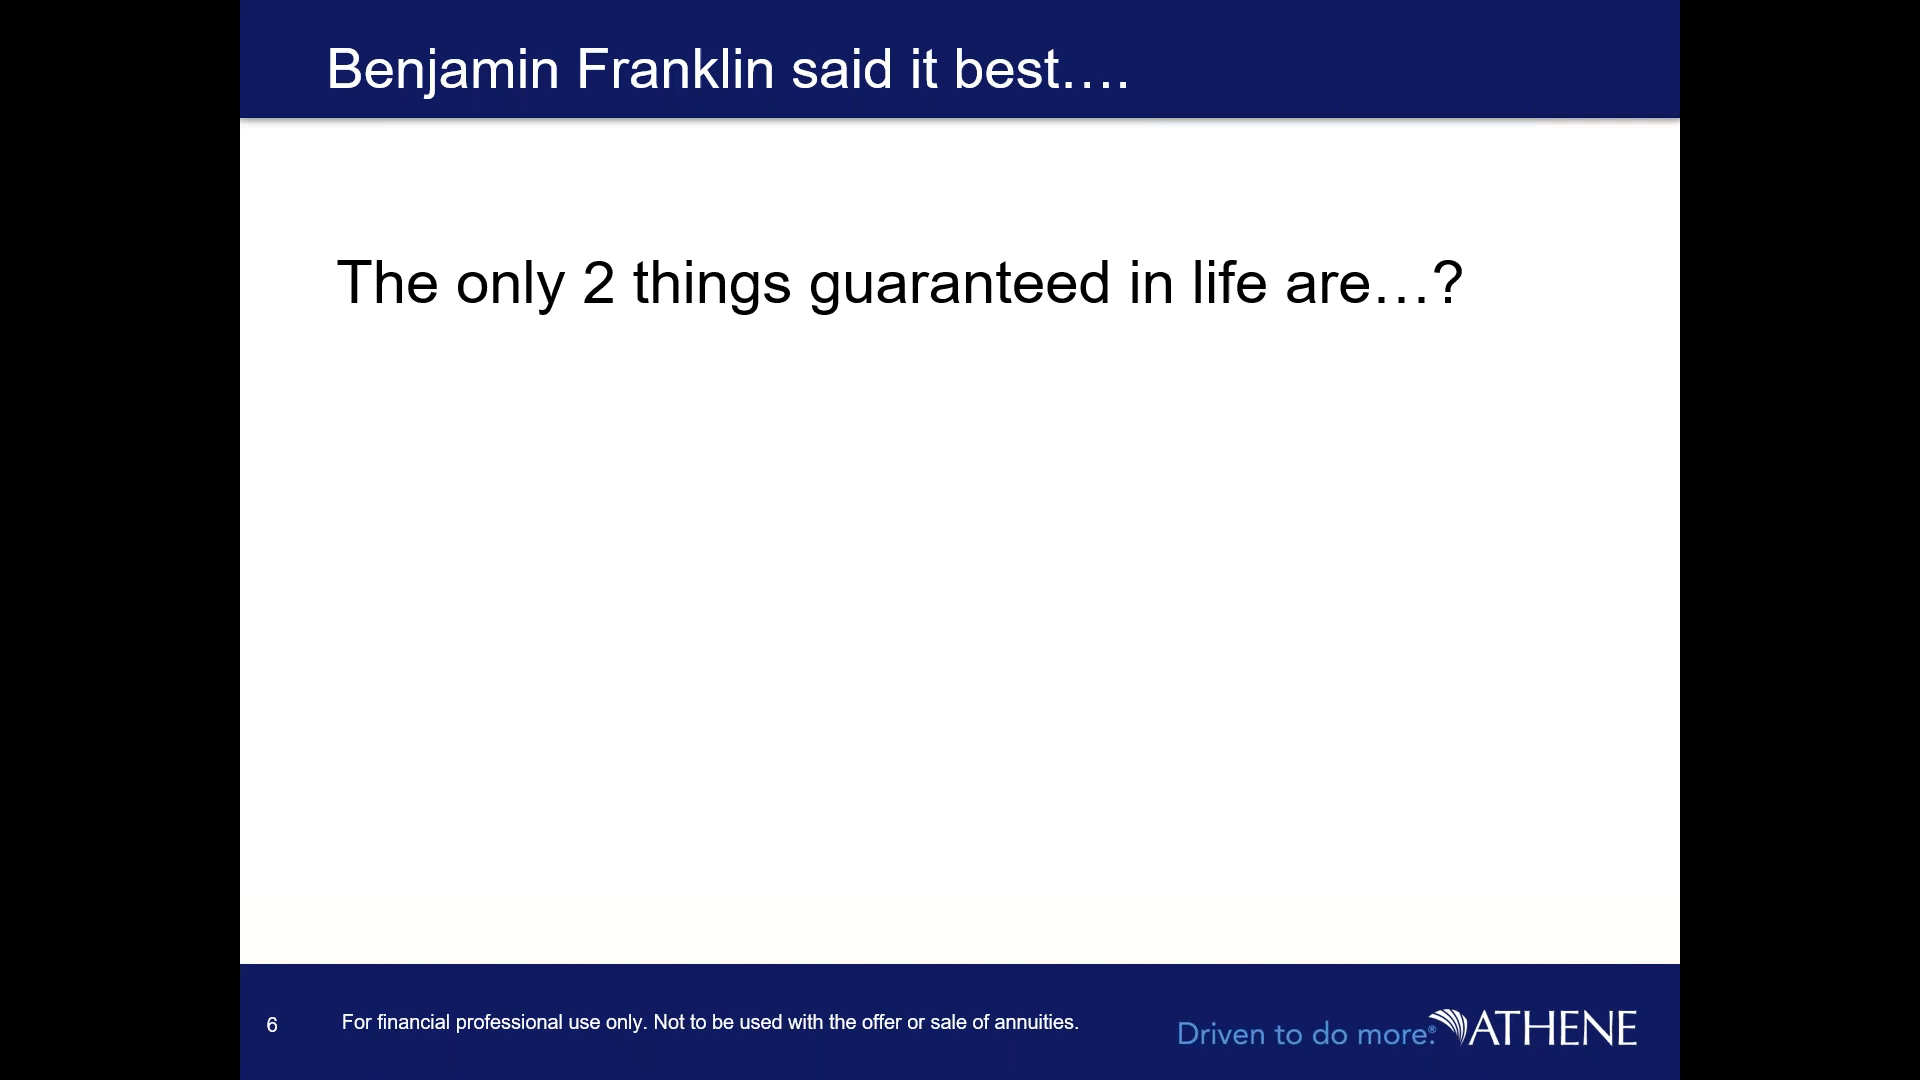 Benjamin Franklin said it best….
The only 2 things guaranteed in life are…?
6
For financial professional use only. Not to be used with the offer or sale of annuities.
Driven to do more.® ATHENE